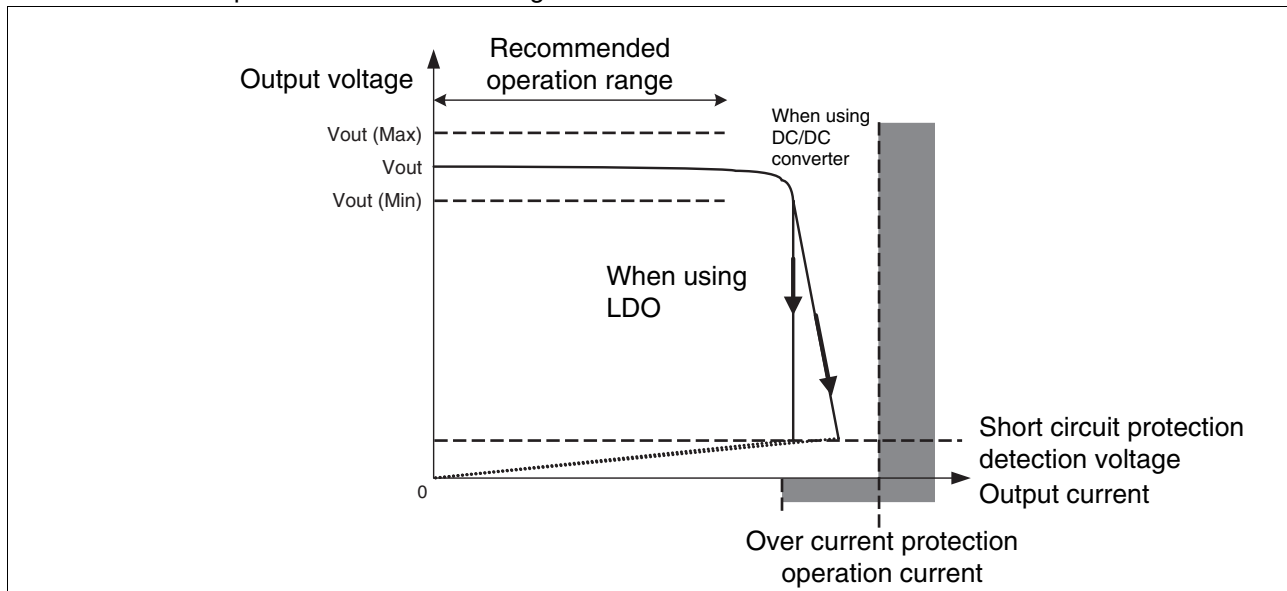 Recommended
operation range
Output voltage
When using
DC/DC
converter
Vout (Max)
Vout
Vout (Min)
When using
LDO
Short circuit protection
detection voltage
0
Output current
Over current protection
operation current